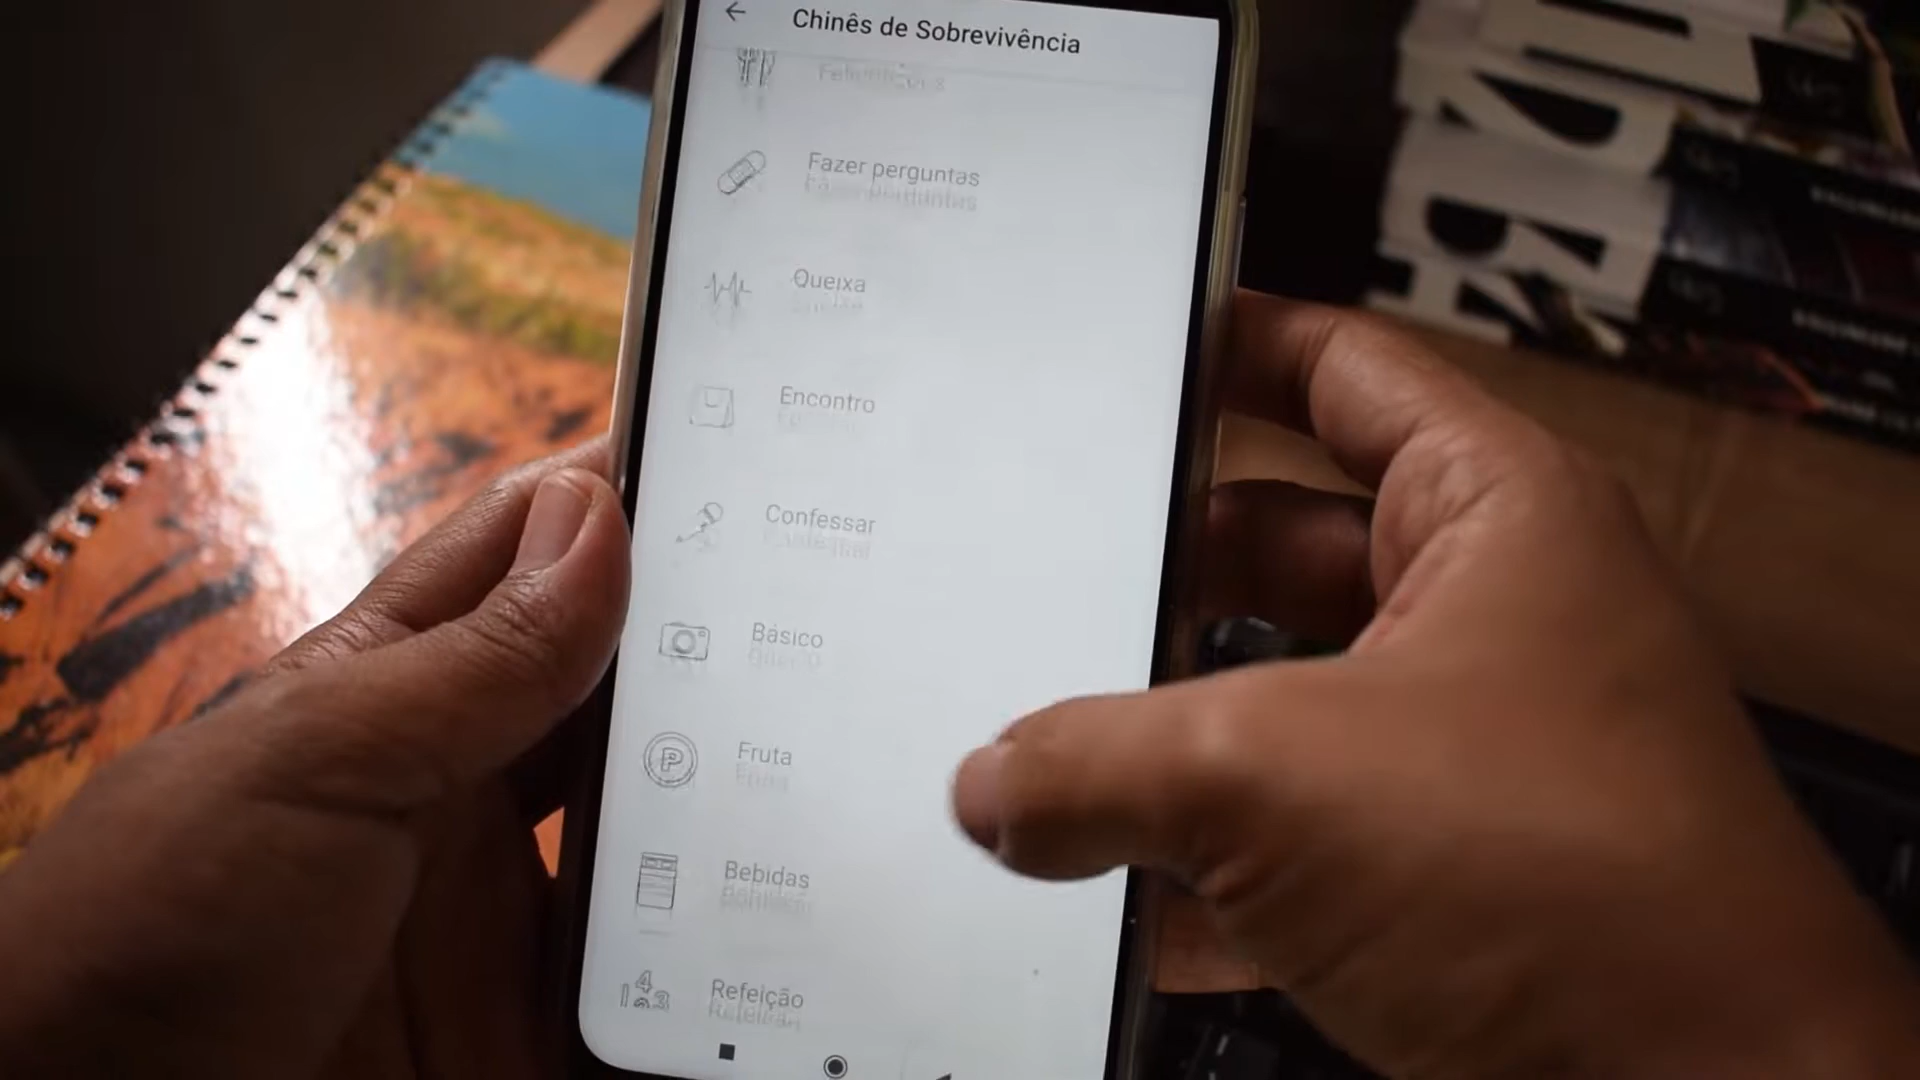 Chinês de Sobrevivência
Fazer perguntas
Queixa
Encontro
Confessar
Básico
Fruta
Bebidas
Refeição